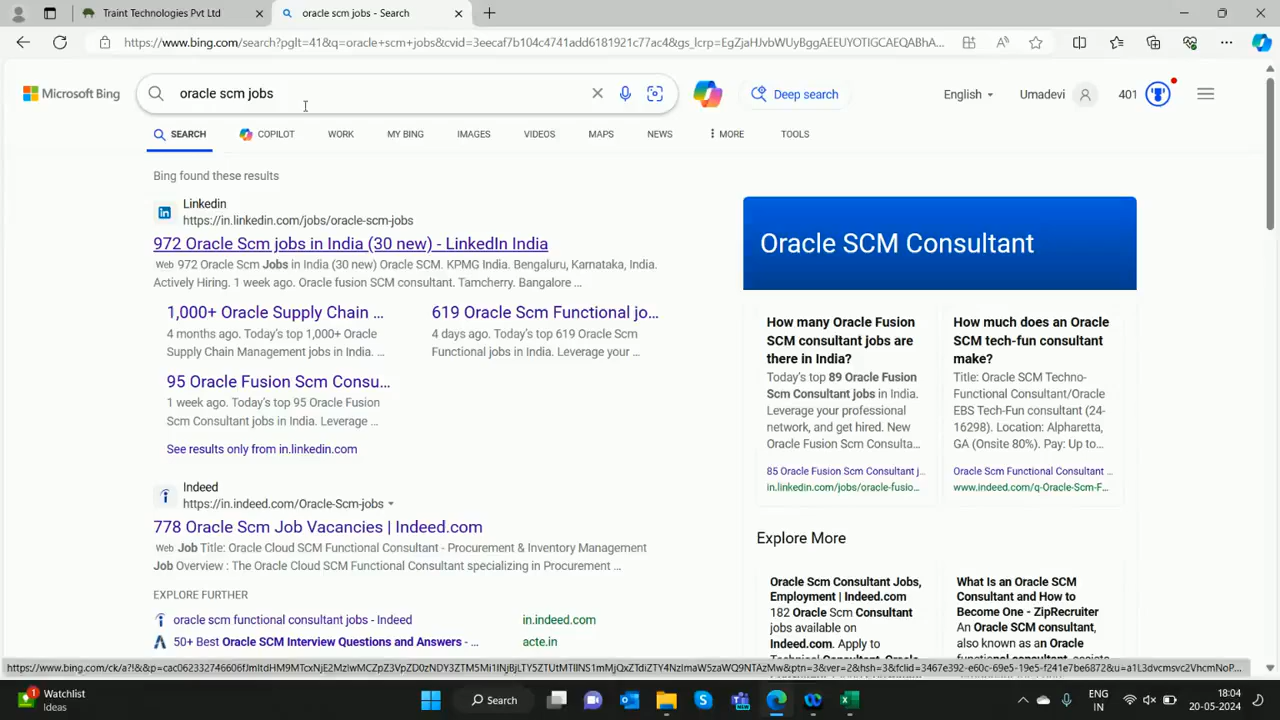 Traint Technologies Pvt Ltd
oracle scm jobs - Search
https://www.bing.com/search?pglt=41&q=oracle+scm+jobs&cvid=3eecaf7b104c4741add6181921c77ac4&gs_lcrp=EgZjaHJvbWUyBggAEEUYOTIGCAEQABhA...
Microsoft Bing
oracle scm jobs
Deep search
English
Umadevi
401
SEARCH
COPILOT
WORK
MY BING
IMAGES
VIDEOS
MAPS
NEWS
MORE
TOOLS
Bing found these results
Linkedin
https://in.linkedin.com/jobs/oracle-scm-jobs
972 Oracle Scm jobs in India (30 new) - LinkedIn India
Web 972 Oracle Scm Jobs in India (30 new) Oracle SCM. KPMG India. Bengaluru, Karnataka, India.
Actively Hiring. 1 week ago. Oracle fusion SCM consultant. Tamcherry. Bangalore ...
1,000+ Oracle Supply Chain ...
4 months ago. Today's top 1,000+ Oracle
Supply Chain Management jobs in India. ...
619 Oracle Scm Functional jo...
4 days ago. Today's top 619 Oracle Scm
Functional jobs in India. Leverage your ...
95 Oracle Fusion Scm Consu...
1 week ago. Today's top 95 Oracle Fusion
Scm Consultant jobs in India. Leverage ...
See results only from in.linkedin.com
Indeed
https://in.indeed.com/Oracle-Scm-jobs
778 Oracle Scm Job Vacancies | Indeed.com
Web Job Title: Oracle Cloud SCM Functional Consultant - Procurement & Inventory Management
Job Overview : The Oracle Cloud SCM Functional Consultant specializing in Procurement ...
EXPLORE FURTHER
oracle scm functional consultant jobs - Indeed
in.indeed.com
50+ Best Oracle SCM Interview Questions and Answers - ...
acte.in
Oracle SCM Consultant
How many Oracle Fusion
SCM consultant jobs are
there in India?
Today's top 89 Oracle Fusion
Scm Consultant jobs in India.
Leverage your professional
network, and get hired. New
Oracle Fusion Scm Consulta...
85 Oracle Fusion Scm Consultant j...
in.linkedin.com/jobs/oracle-fusio...
How much does an Oracle
SCM tech-fun consultant
make?
Title: Oracle SCM Techno-
Functional Consultant/Oracle
EBS Tech-Fun consultant (24-
16298). Location: Alpharetta,
GA (Onsite 80%). Pay: Up to...
Oracle Scm Functional Consultant ...
www.indeed.com/q-Oracle-Scm-F...
Explore More
Oracle Scm Consultant Jobs,
Employment | Indeed.com
182 Oracle Scm Consultant
jobs available on
Indeed.com. Apply to
What Is an Oracle SCM
Consultant and How to
Become One - ZipRecruiter
An Oracle SCM consultant,
also known as an Oracle
Watchlist
Ideas
1
Search
ENG
IN
18:04
20-05-2024